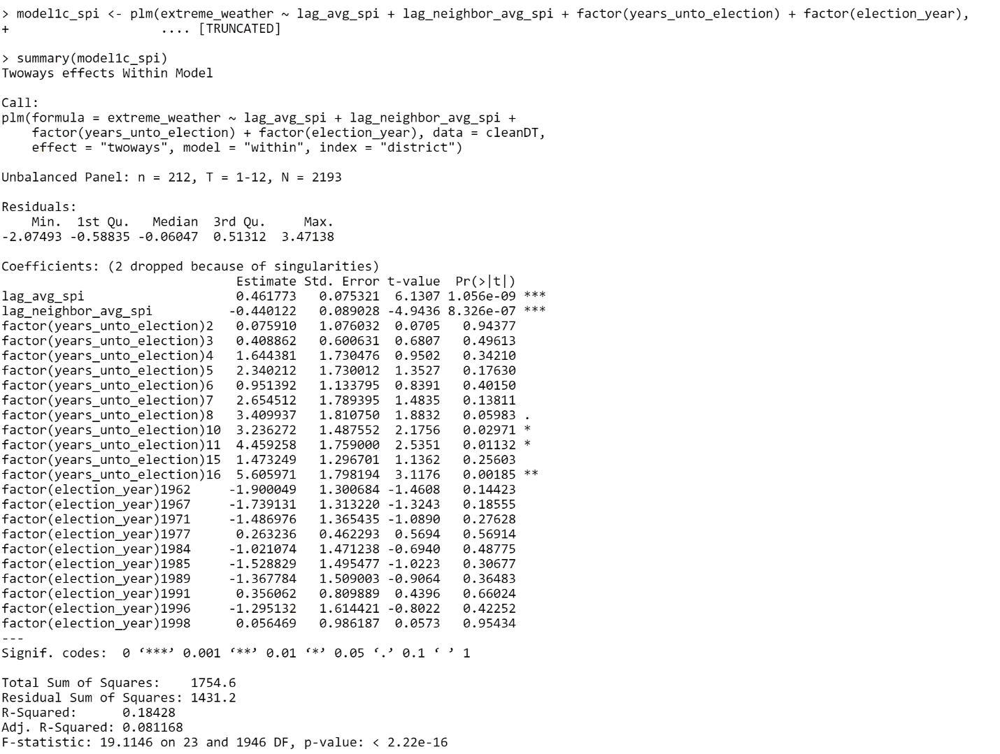 > model1c_spi <- plm(extreme_weather ~ lag_avg_spi + lag_neighbor_avg_spi + factor(years_unto_election) + factor(election_year),
+                  .... [TRUNCATED]
> summary(model1c_spi)
Twoways effects Within Model
Call:
plm(formula = extreme_weather ~ lag_avg_spi + lag_neighbor_avg_spi +
    factor(years_unto_election) + factor(election_year), data = cleanDT,
    effect = "twoways", model = "within", index = "district")
Unbalanced Panel: n = 212, T = 1-12, N = 2193
Residuals:
    Min.  1st Qu.   Median  3rd Qu.     Max.
-2.07493 -0.58835 -0.06047  0.51312  3.47138
Coefficients: (2 dropped because of singularities)
                               Estimate Std. Error t-value  Pr(>|t|)
lag_avg_spi                    0.461773   0.075321  6.1307 1.056e-09 ***
lag_neighbor_avg_spi          -0.440122   0.089028 -4.9436 8.326e-07 ***
factor(years_unto_election)2   0.075910   1.076032  0.0705   0.94377
factor(years_unto_election)3   0.408862   0.600631  0.6807   0.49613
factor(years_unto_election)4   1.644381   1.730476  0.9502   0.34210
factor(years_unto_election)5   2.340212   1.730012  1.3527   0.17630
factor(years_unto_election)6   0.951392   1.133795  0.8391   0.40150
factor(years_unto_election)7   2.654512   1.789395  1.4835   0.13811
factor(years_unto_election)8   3.409937   1.810750  1.8832   0.05983 .
factor(years_unto_election)10  3.236272   1.487552  2.1756   0.02971 *
factor(years_unto_election)11  4.459258   1.759000  2.5351   0.01132 *
factor(years_unto_election)15  1.473249   1.296701  1.1362   0.25603
factor(years_unto_election)16  5.605971   1.798194  3.1176   0.00185 **
factor(election_year)1962     -1.900049   1.300684 -1.4608   0.14423
factor(election_year)1967     -1.739131   1.313220 -1.3243   0.18555
factor(election_year)1971     -1.486976   1.365435 -1.0890   0.27628
factor(election_year)1977      0.263236   0.462293  0.5694   0.56914
factor(election_year)1984     -1.021074   1.471238 -0.6940   0.48775
factor(election_year)1985     -1.528829   1.495477 -1.0223   0.30677
factor(election_year)1989     -1.367784   1.509003 -0.9064   0.36483
factor(election_year)1991      0.356062   0.809889  0.4396   0.66024
factor(election_year)1996     -1.295132   1.614421 -0.8022   0.42252
factor(election_year)1998      0.056469   0.986187  0.0573   0.95434
---
Signif. codes:  0 ‘***’ 0.001 ‘**’ 0.01 ‘*’ 0.05 ‘.’ 0.1 ‘ ’ 1
Total Sum of Squares:    1754.6
Residual Sum of Squares: 1431.2
R-Squared:      0.18428
Adj. R-Squared: 0.081168
F-statistic: 19.1146 on 23 and 1946 DF, p-value: < 2.22e-16